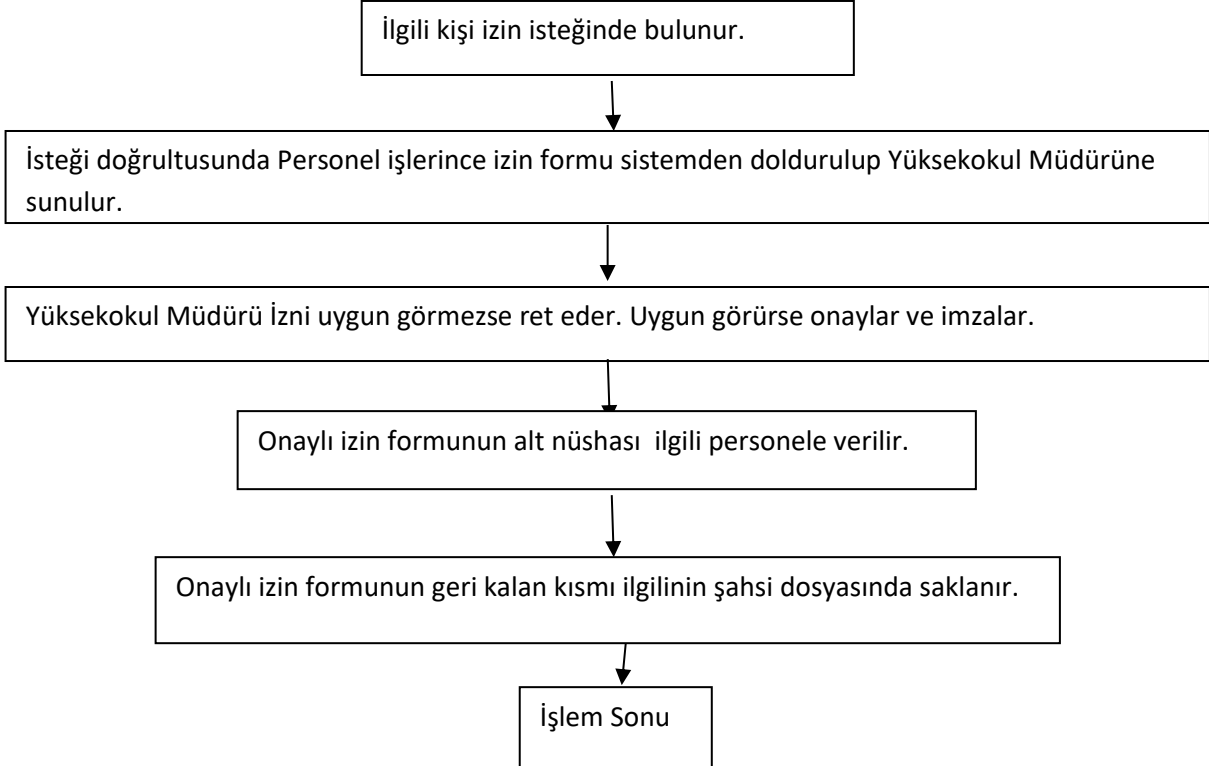 İlgili kişi izin isteğinde bulunur.
İsteği doğrultusunda Personel işlerince izin formu sistemden doldurulup Yüksekokul Müdürüne
sunulur.
Yüksekokul Müdürü İzni uygun görmezse ret eder. Uygun görürse onaylar ve imzalar.
Onaylı izin formunun alt nüshası  ilgili personele verilir.
Onaylı izin formunun geri kalan kısmı ilgilinin şahsi dosyasında saklanır.
İşlem Sonu